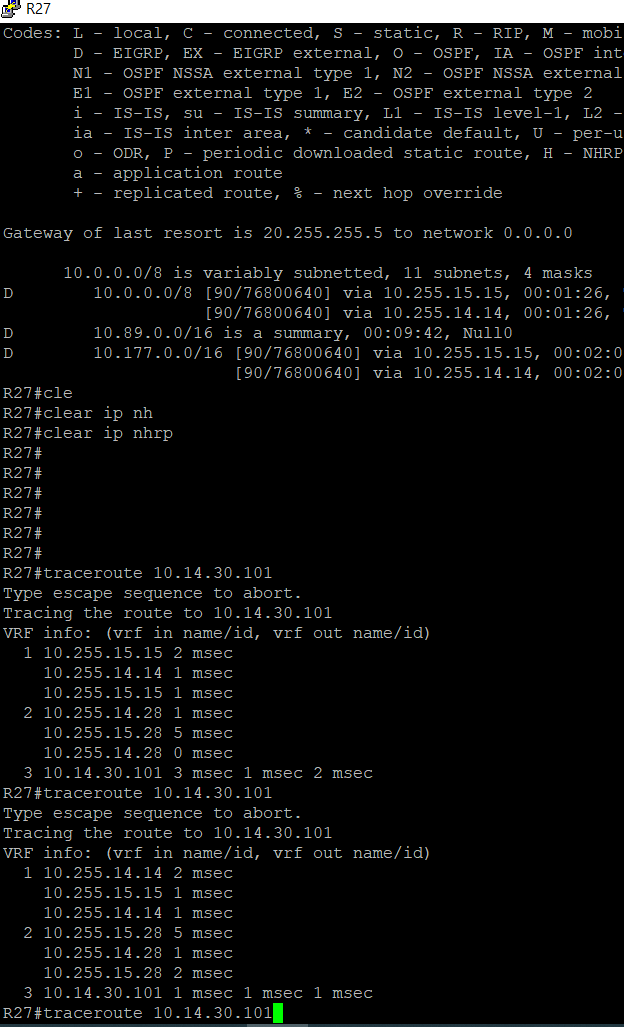 R27
Codes: L - local, C - connected, S - static, R - RIP, M - mobi
D - EIGRP, EX - EIGRP external, O - OSPF, IA - OSPF int
N1 - OSPF NSSA external type 1, N2 - OSPF NSSA external
E1 - OSPF external type 1, E2 - OSPF external type 2
i - IS-IS, su - IS-IS summary, L1 - IS-IS level-1, L2 -
ia - IS-IS inter area, * - candidate default, U - per-u
o - ODR, P - periodic downloaded static route, H - NHRP
a - application route
+ - replicated route, % - next hop override
Gateway of last resort is 20.255.255.5 to network 0.0.0.0
10.0.0.0/8 is variably subnetted, 11 subnets, 4 masks
D 10.0.0.0/8 [90/76800640] via 10.255.15.15, 00:01:26,
[90/76800640] via 10.255.14.14, 00:01:26,
D 10.89.0.0/16 is a summary, 00:09:42, Null0
D 10.177.0.0/16 [90/76800640] via 10.255.15.15, 00:02:0
[90/76800640] via 10.255.14.14, 00:02:0
R27#cle
R27#clear ip nh
R27#clear ip nhrp
R27#
R27#
R27#
R27#
R27#
R27#
R27#traceroute 10.14.30.101
Type escape sequence to abort.
Tracing the route to 10.14.30.101
VRF info: (vrf in name/id, vrf out name/id)
1 10.255.15.15 2 msec
10.255.14.14 1 msec
10.255.15.15 1 msec
2 10.255.14.28 1 msec
10.255.15.28 5 msec
10.255.14.28 0 msec
3 10.14.30.101 3 msec 1 msec 2 msec
R27#traceroute 10.14.30.101
Type escape sequence to abort.
Tracing the route to 10.14.30.101
VRF info: (vrf in name/id, vrf out name/id)
1 10.255.14.14 2 msec
10.255.15.15 1 msec
10.255.14.14 1 msec
2 10.255.15.28 5 msec
10.255.14.28 1 msec
10.255.15.28 2 msec
3 10.14.30.101 1 msec 1 msec 1 msec
R27#traceroute 10.14.30.101